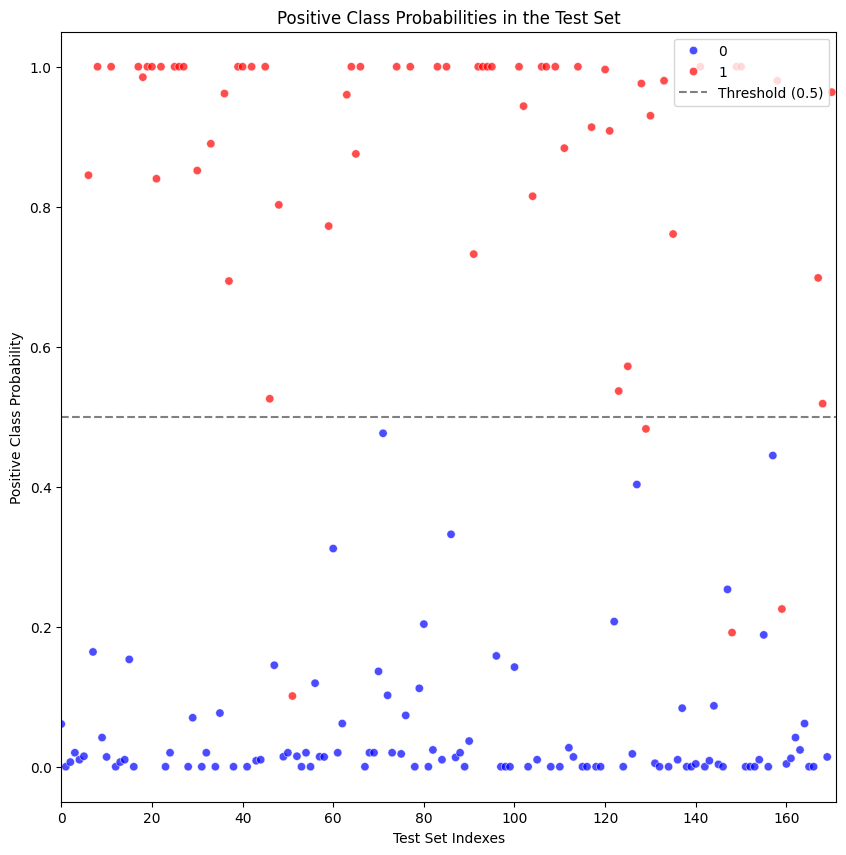 Positive Class Probabilities in the Test Set
0
1
Threshold (0.5)
1.0
0.8
0.6
0.4
0.2
0.0
Positive Class Probability
0 20 40 60 80 100 120 140 160
Test Set Indexes